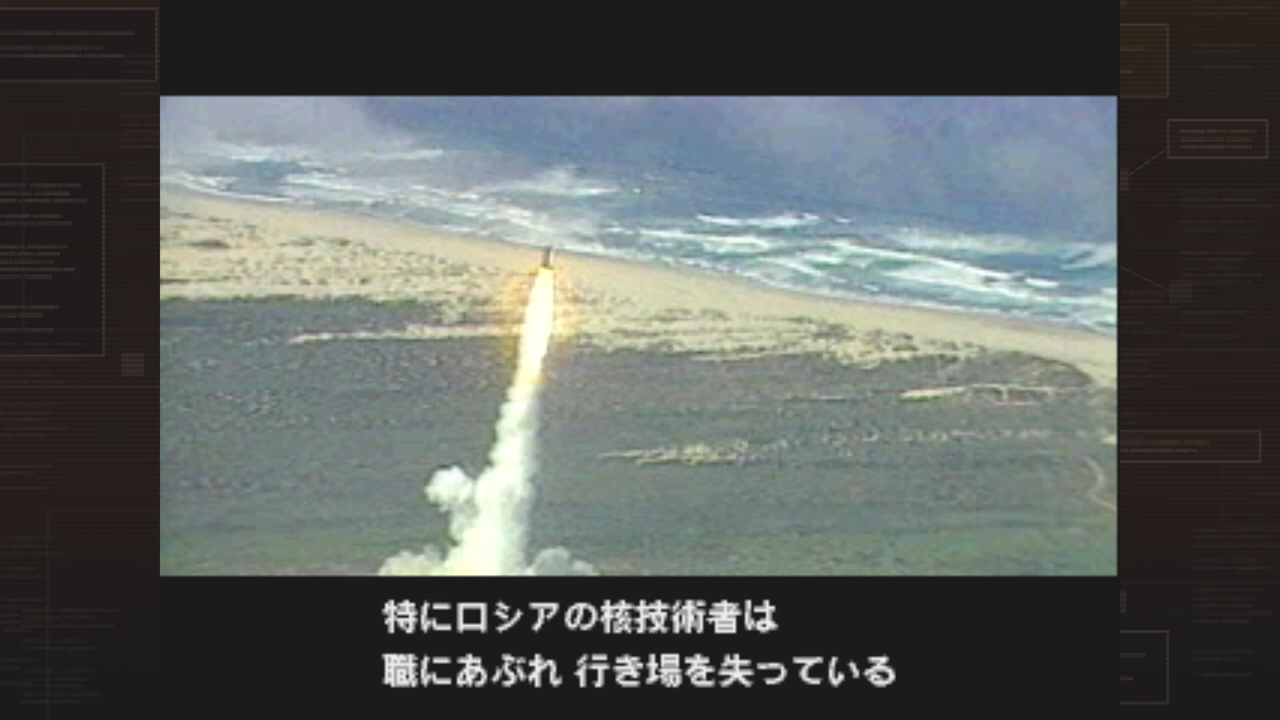 特にロシアの核技術者は
職にあぶれ 行き場を失っている